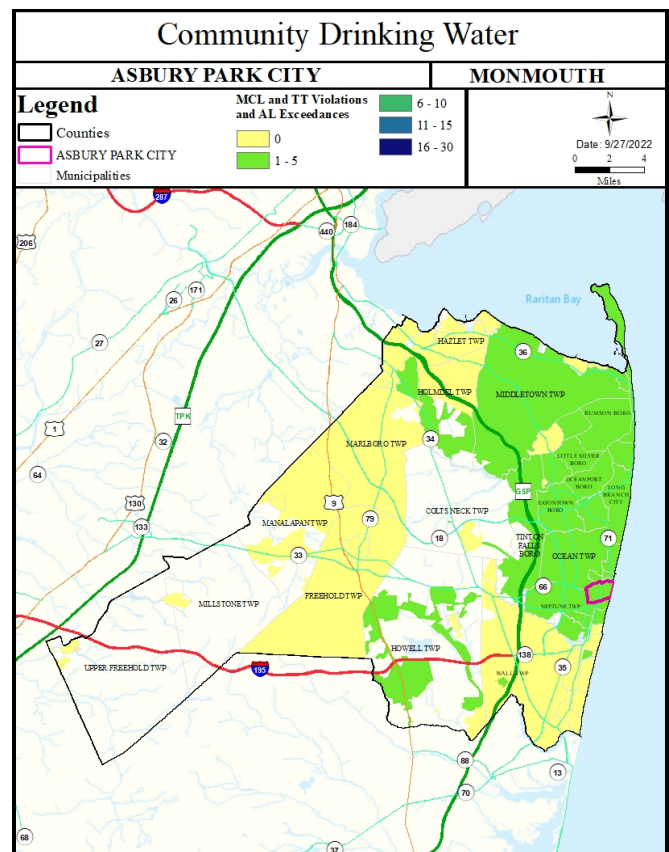 Community Drinking Water
ASBURY PARK CITY
MONMOUTH
Legend
Counties
ASBURY PARK CITY
Municipalities
MCL and TT Violations
and AL Exceedances
0
1 - 5
6 - 10
11 - 15
16 - 30
N
Date: 9/27/2022
0 2 4
Miles
287
206
440
184
171
26
27
Raritan Bay
HAZLET TWP
36
HOLMDEL TWP
MIDDLETOWN TWP
RUMSON BORO
TPK
1
32
34
MARLBORO TWP
LITTLE SILVER
BORO
64
OCEANPORT
BORO
LONG
BRANCH
CITY
130
9
GSP
EATONTOWN
BORO
133
79
COLTS NECK TWP
MANALAPAN TWP
18
TINTON
FALLS
BORO
71
33
OCEAN TWP
66
MILLSTONE TWP
FREEHOLD TWP
NEPTUNE TWP
HOWELL TWP
138
35
UPPER FREEHOLD TWP
195
WALL TWP
88
13
70
68
37